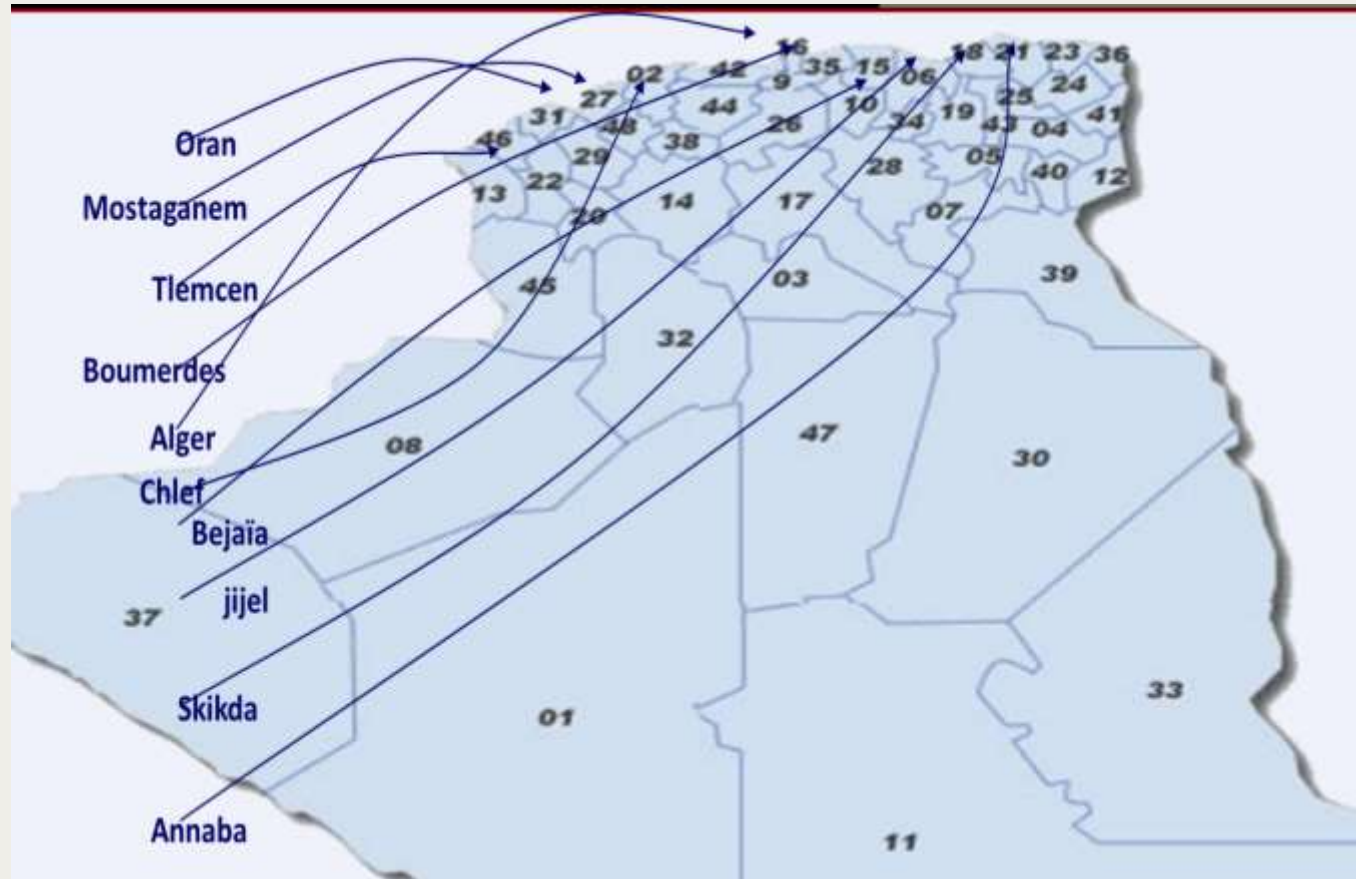 16
18 21 23 36
02 42 35 15 06
9 24
27 44 10 25
31 48 26 34 19 43 04 41
46 38
Oran
29 05
13 22 28 40 12
Mostaganem
20 14 17 07
Tlemcen
45 03 39
32
Boumerdes
Alger
08 47 30
Chlef
Bejaïa
jijel
37
Skikda
01 33
Annaba
11